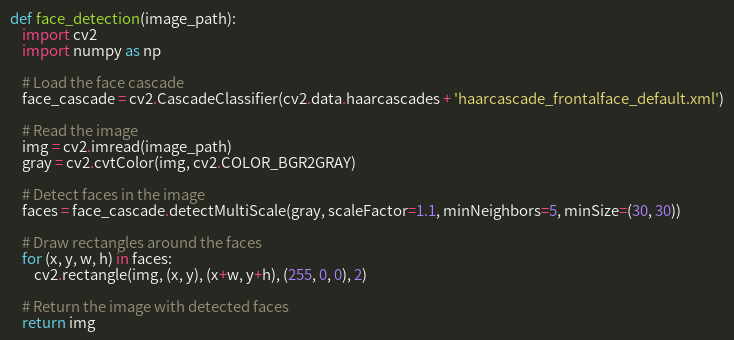 def face_detection(image_path):
    import cv2
    import numpy as np

    # Load the face cascade
    face_cascade = cv2.CascadeClassifier(cv2.data.haarcascades + 'haarcascade_frontalface_default.xml')

    # Read the image
    img = cv2.imread(image_path)
    gray = cv2.cvtColor(img, cv2.COLOR_BGR2GRAY)

    # Detect faces in the image
    faces = face_cascade.detectMultiScale(gray, scaleFactor=1.1, minNeighbors=5, minSize=(30, 30))

    # Draw rectangles around the faces
    for (x, y, w, h) in faces:
        cv2.rectangle(img, (x, y), (x+w, y+h), (255, 0, 0), 2)

    # Return the image with detected faces
    return img